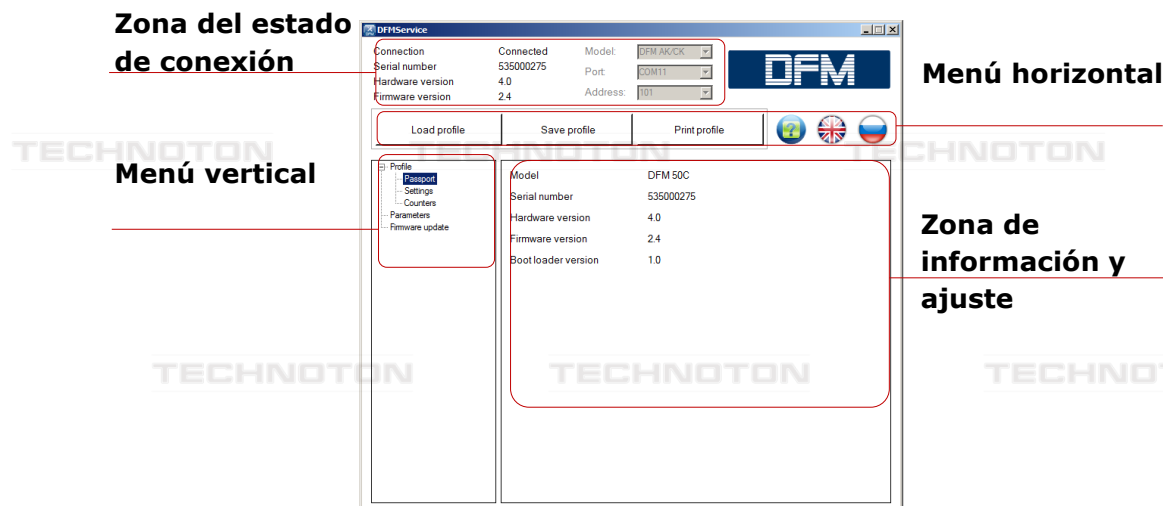 Zona del estado
de conexión
DFMService
Connection Connected Model: DFM AK/CK
Serial number 535000275 Port: COM11
Hardware version 4.0
Firmware version 2.4 Address: 101
DFM
Menú horizontal
Load profile Save profile Print profile ?
TECHNOTON TECHNOTON TECHNOTON
Menú vertical
Profile
Passport
Settings
Counters
Parameters
Firmware update
Model DFM 50C
Serial number 535000275
Hardware version 4.0
Firmware version 2.4
Boot loader version 1.0
Zona de
información y
ajuste
TECHNOTON TECHNOTON TECHNO